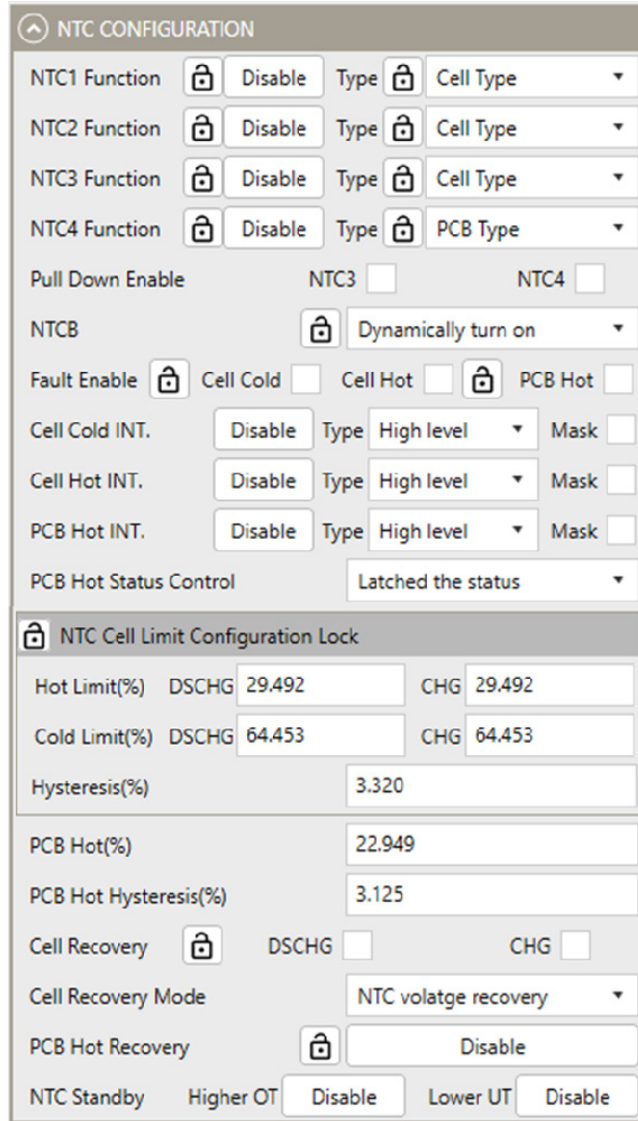 NTC CONFIGURATION
NTC1 Function Disable Type Cell Type
NTC2 Function Disable Type Cell Type
NTC3 Function Disable Type Cell Type
NTC4 Function Disable Type PCB Type
Pull Down Enable NTC3 NTC4
NTCB Dynamically turn on
Fault Enable Cell Cold Cell Hot PCB Hot
Cell Cold INT. Disable Type High level Mask
Cell Hot INT. Disable Type High level Mask
PCB Hot INT. Disable Type High level Mask
PCB Hot Status Control Latched the status
NTC Cell Limit Configuration Lock
Hot Limit(%) DSCHG 29.492 CHG 29.492
Cold Limit(%) DSCHG 64.453 CHG 64.453
Hysteresis(%) 3.320
PCB Hot(%) 22.949
PCB Hot Hysteresis(%) 3.125
Cell Recovery DSCHG CHG
Cell Recovery Mode NTC volatge recovery
PCB Hot Recovery Disable
NTC Standby Higher OT Disable Lower UT Disable